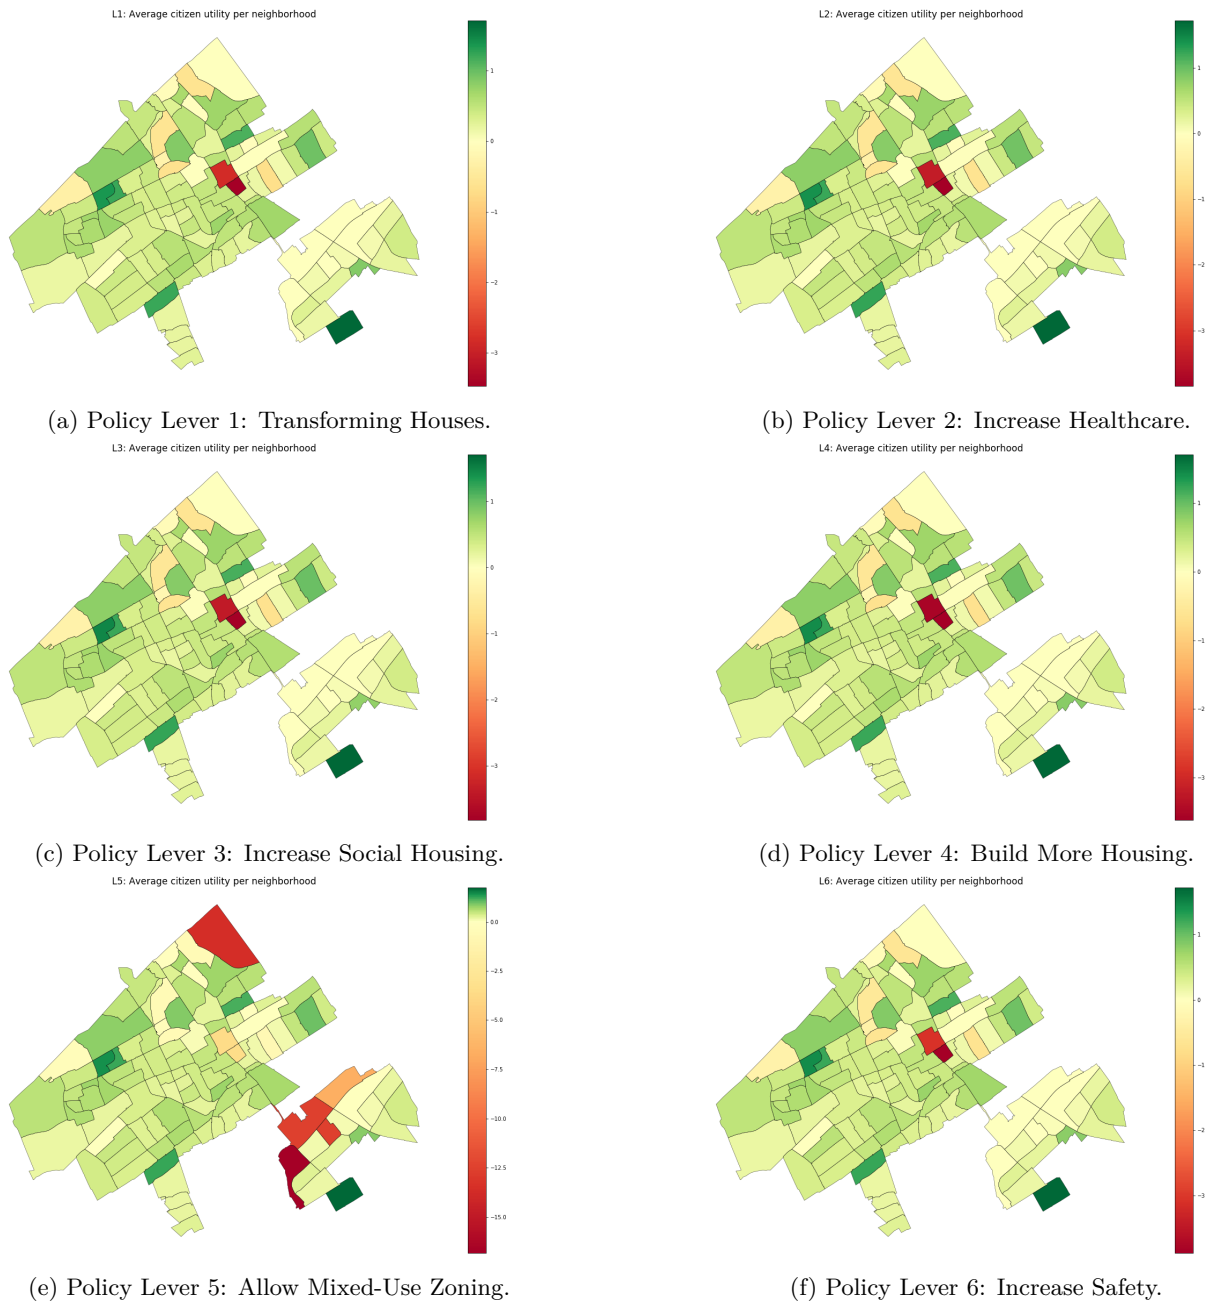 L1: Average citizen utility per neighborhood
1
0
−1
−2
−3
(a) Policy Lever 1: Transforming Houses.
L2: Average citizen utility per neighborhood
1
0
−1
−2
−3
(b) Policy Lever 2: Increase Healthcare.
L3: Average citizen utility per neighborhood
1
0
−1
−2
−3
(c) Policy Lever 3: Increase Social Housing.
L4: Average citizen utility per neighborhood
1
0
−1
−2
−3
(d) Policy Lever 4: Build More Housing.
L5: Average citizen utility per neighborhood
0.0
−2.5
−5.0
−7.5
−10.0
−12.5
−15.0
(e) Policy Lever 5: Allow Mixed-Use Zoning.
L6: Average citizen utility per neighborhood
1
0
−1
−2
−3
(f) Policy Lever 6: Increase Safety.